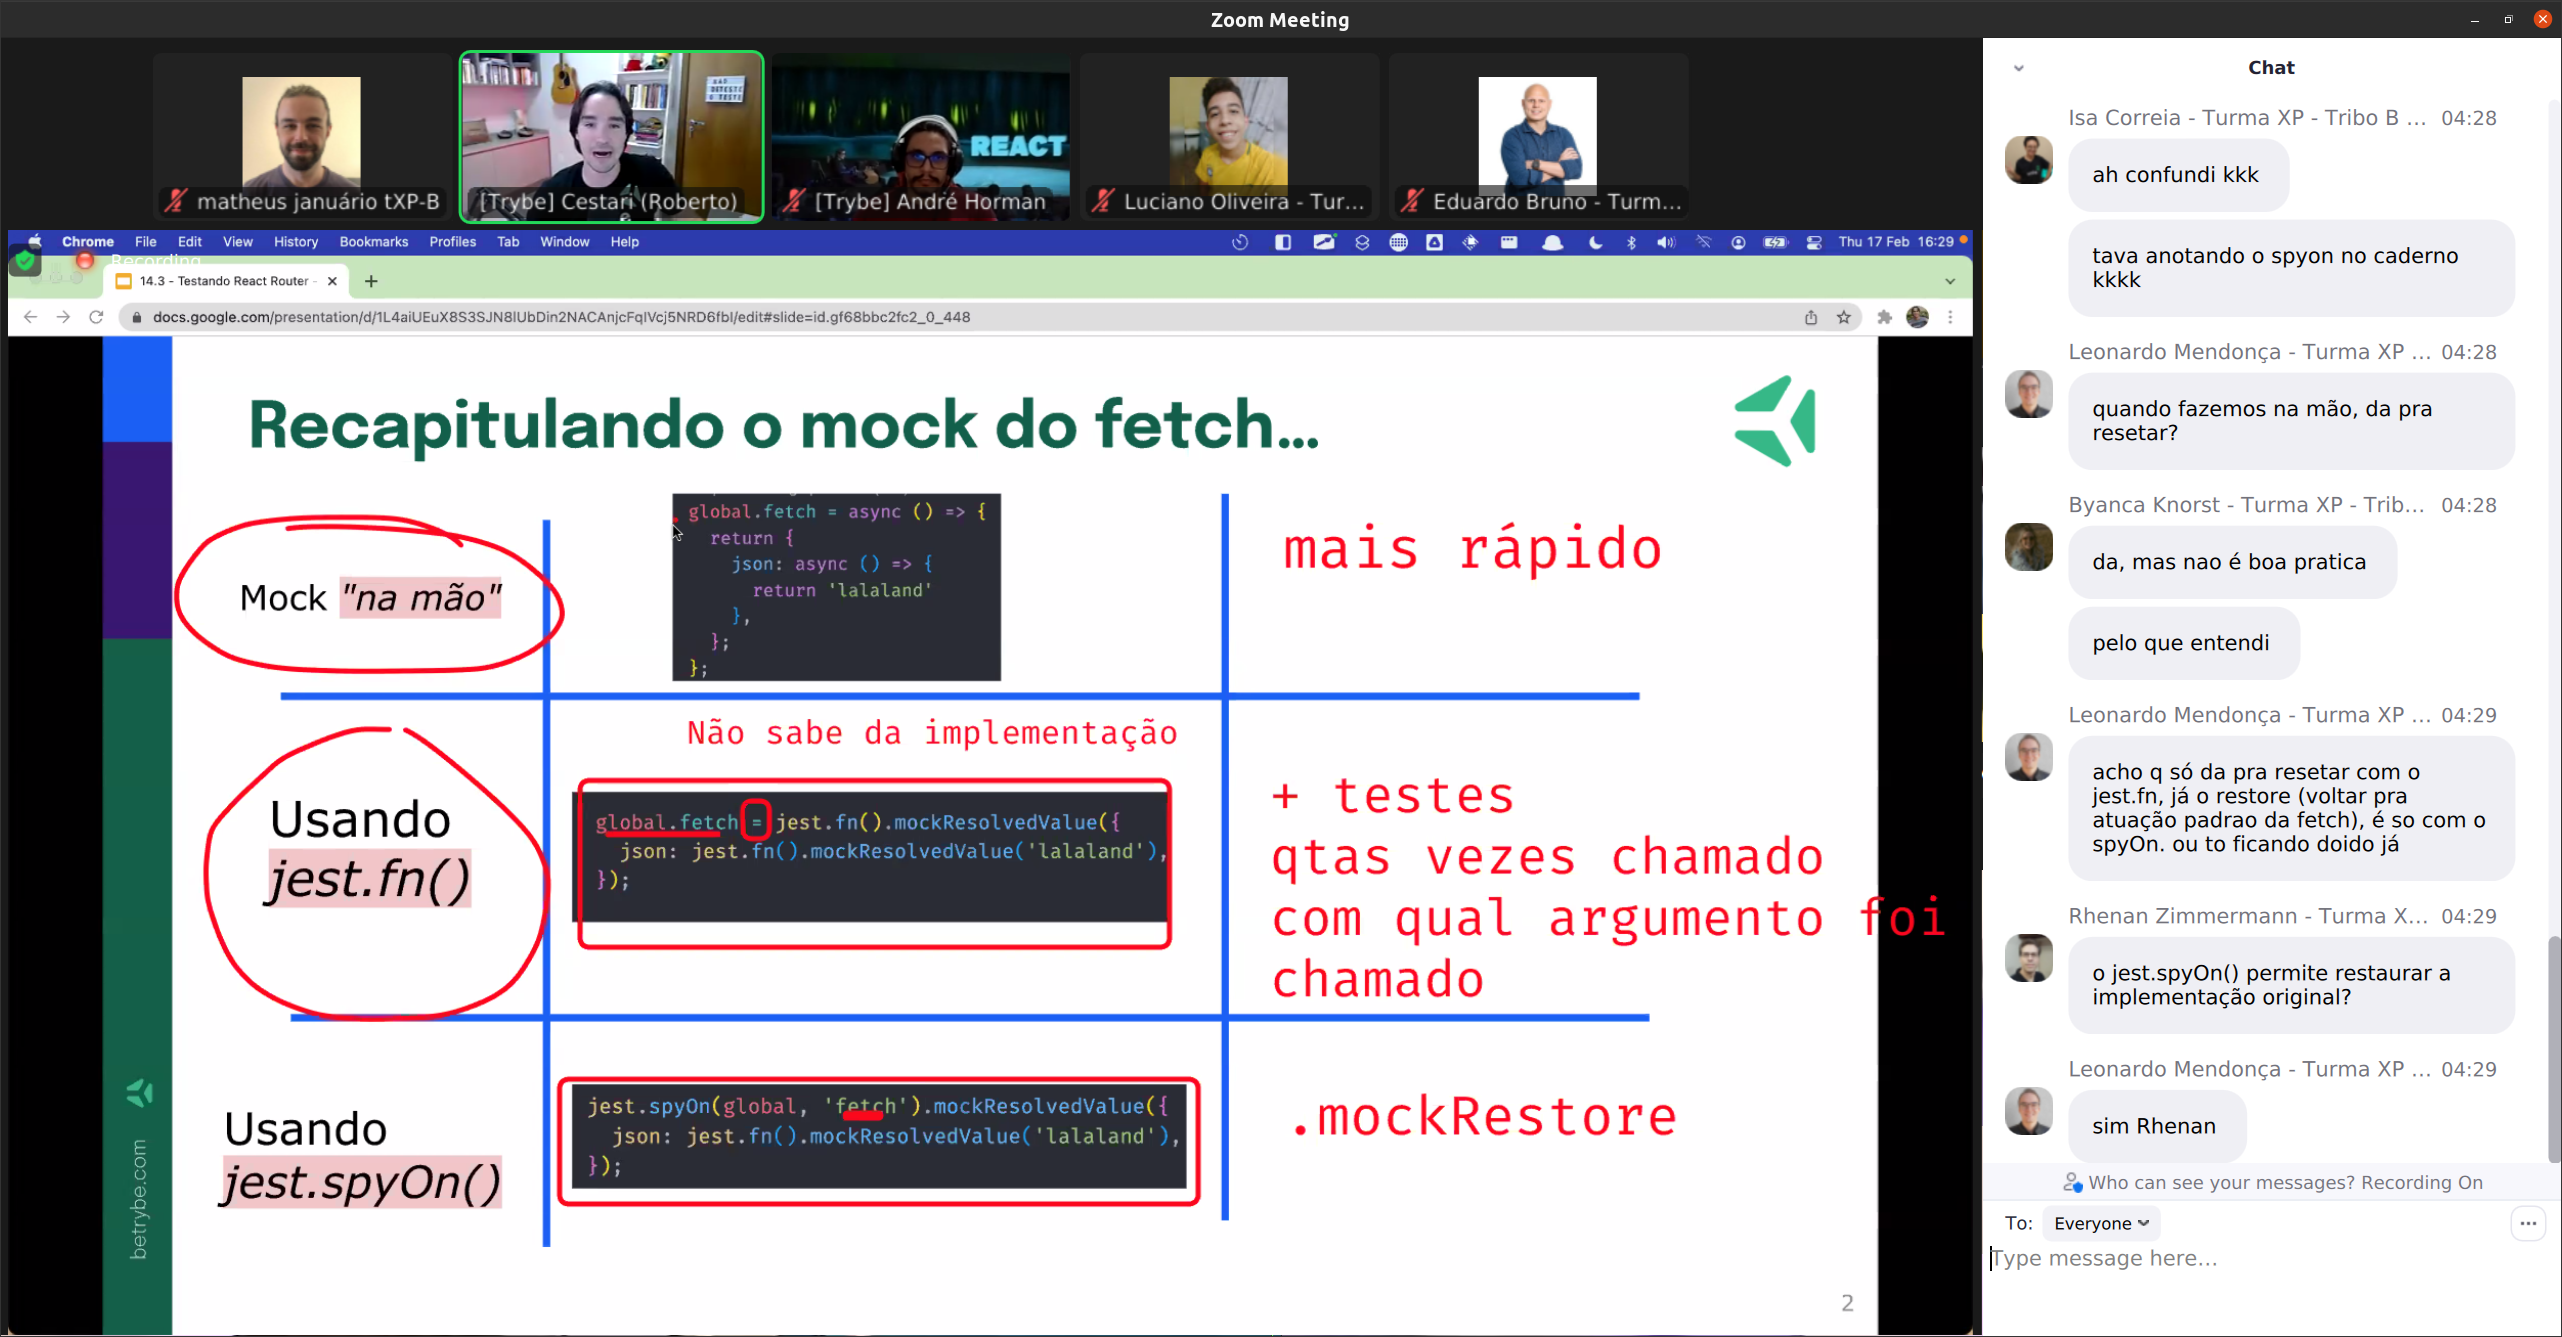 Zoom Meeting
matheus januário tXP-B
[Trybe] Cestari (Roberto)
[Trybe] André Horman
Luciano Oliveira - Tur...
Eduardo Bruno - Turm...
REACT
Chrome File Edit View History Bookmarks Profiles Tab Window Help
Thu 17 Feb 16:29
Recording
14.3 - Testando React Router -
docs.google.com/presentation/d/1L4aiUEuX8S3SJN8lUbDin2NACAnjcFqIVcj5NRD6fbI/edit#slide=id.gf68bbc2fc2_0_448
Recapitulando o mock do fetch...
Mock "na mão"
global.fetch = async () => {
return {
json: async () => {
return 'lalaland'
},
};
};
mais rápido
Não sabe da implementação
Usando
jest.fn()
global.fetch = jest.fn().mockResolvedValue({
json: jest.fn().mockResolvedValue('lalaland'),
});
+ testes
qtas vezes chamado
com qual argumento foi
chamado
Usando
jest.spyOn()
jest.spyOn(global, 'fetch').mockResolvedValue({
json: jest.fn().mockResolvedValue('lalaland'),
});
.mockRestore
betrybe.com
2
Chat
Isa Correia - Turma XP - Tribo B ... 04:28
ah confundi kkk
tava anotando o spyon no caderno
kkkk
Leonardo Mendonça - Turma XP ... 04:28
quando fazemos na mão, da pra
resetar?
Byanca Knorst - Turma XP - Trib... 04:28
da, mas nao é boa pratica
pelo que entendi
Leonardo Mendonça - Turma XP ... 04:29
acho q só da pra resetar com o
jest.fn, já o restore (voltar pra
atuação padrao da fetch), é so com o
spyOn. ou to ficando doido já
Rhenan Zimmermann - Turma X... 04:29
o jest.spyOn() permite restaurar a
implementação original?
Leonardo Mendonça - Turma XP ... 04:29
sim Rhenan
Who can see your messages? Recording On
To: Everyone
Type message here...